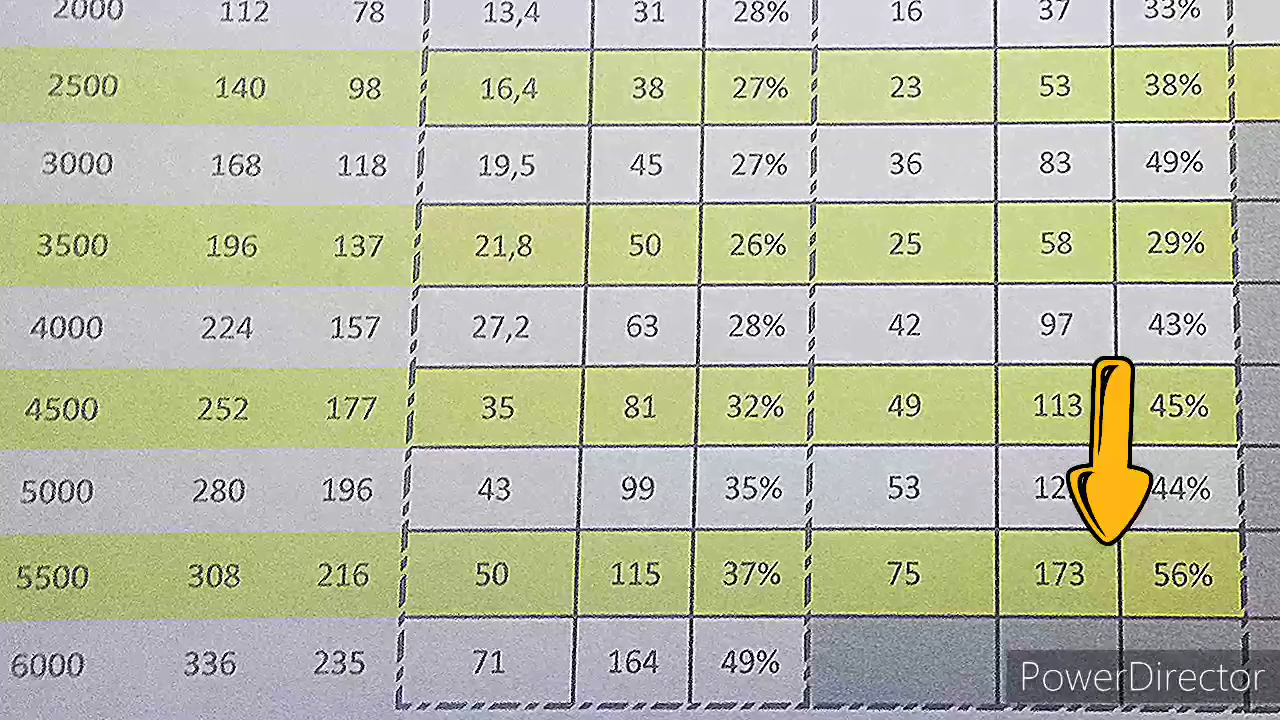 2000 112 78 13,4 31 28% 16 37 33%
2500 140 98 16,4 38 27% 23 53 38%
3000 168 118 19,5 45 27% 36 83 49%
3500 196 137 21,8 50 26% 25 58 29%
4000 224 157 27,2 63 28% 42 97 43%
4500 252 177 35 81 32% 49 113 45%
5000 280 196 43 99 35% 53 44%
5500 308 216 50 115 37% 75 173 56%
6000 336 235 71 164 49%
PowerDirector